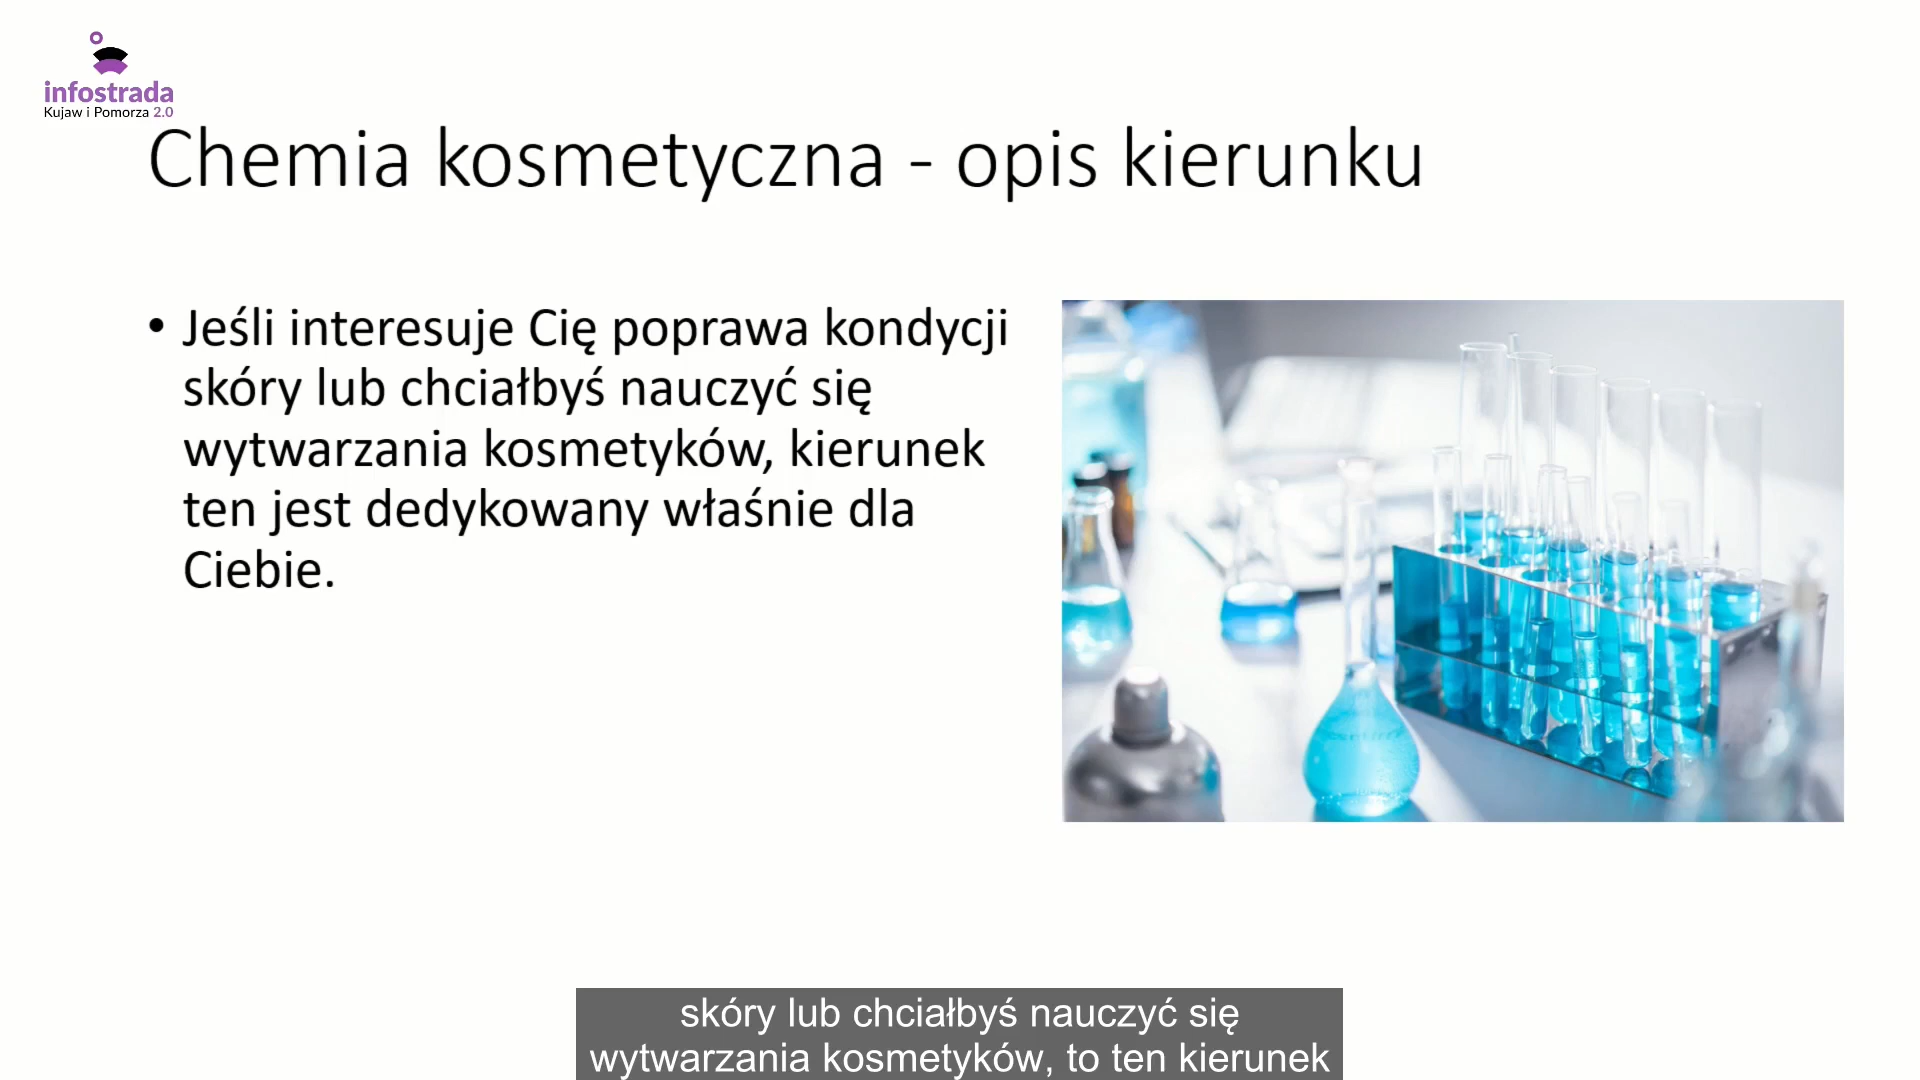 infostrada
Kujaw i Pomorza 2.0
Chemia kosmetyczna - opis kierunku
• Jeśli interesuje Cię poprawa kondycji
skóry lub chciałbyś nauczyć się
wytwarzania kosmetyków, kierunek
ten jest dedykowany właśnie dla
Ciebie.
skóry lub chciałbyś nauczyć się
wytwarzania kosmetyków, to ten kierunek